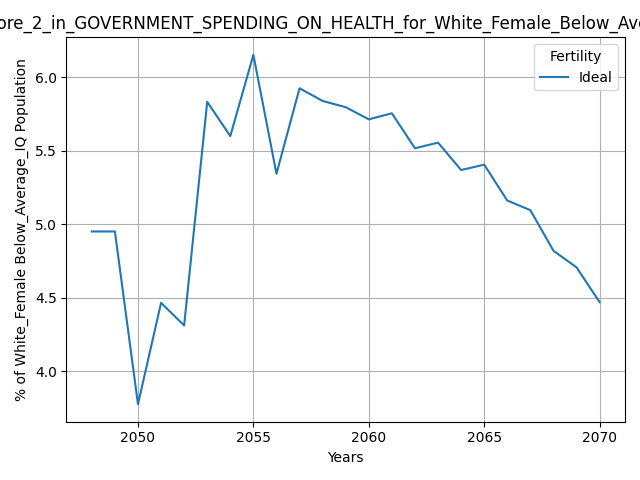 ore_2_in_GOVERNMENT_SPENDING_ON_HEALTH_for_White_Female_Below_Ave
Fertility
Ideal
% of White_Female Below_Average_IQ Population
6.0
5.5
5.0
4.5
4.0
2050
2055
2060
2065
2070
Years